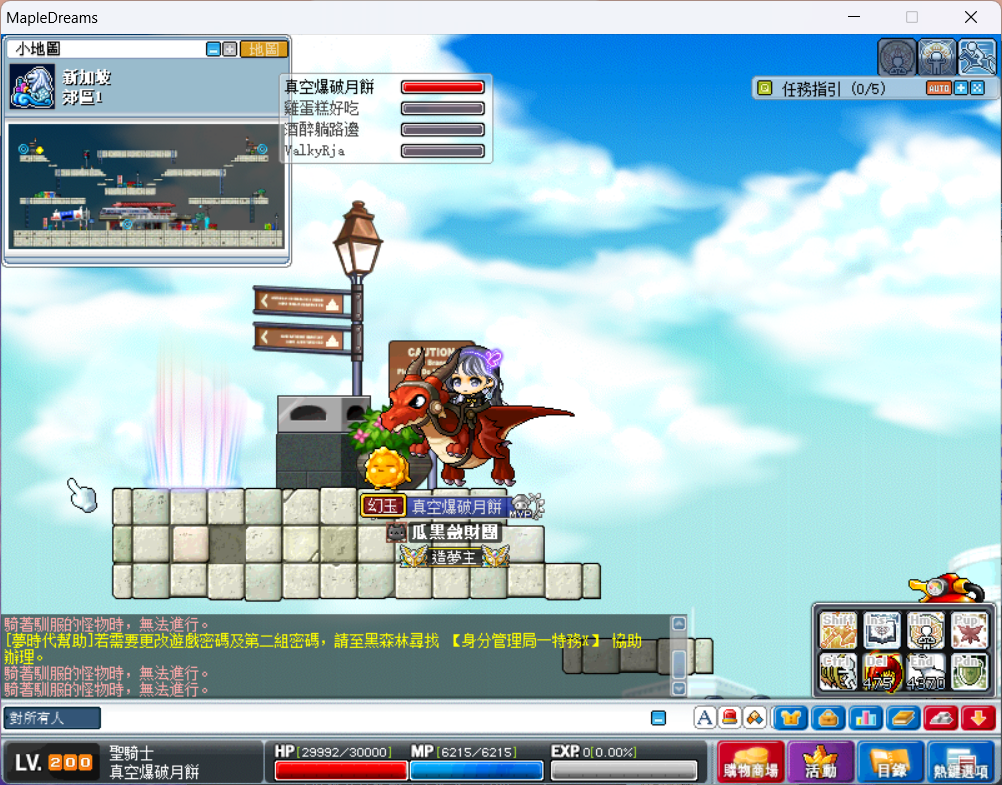 MapleDreams
小地圖
地圖
新加坡
郊區1
真空爆破月餅
雞蛋糕好吃
酒醉躺路邊
ValkyRja
任務指引 (0/5)
AUTO
CAUTION
幻玉 真空爆破月餅 MVP
瓜黑斂財團
造夢主
騎著馴服的怪物時，無法進行。
[夢時代幫助]若需要更改遊戲密碼及第二組密碼，請至黑森林尋找 【身分管理局一特務X】 協助
辦理。
騎著馴服的怪物時，無法進行。
騎著馴服的怪物時，無法進行。
Shift Ins Hm Pup
Ctrl Del End Pdn
475 4370
對所有人
A
LV. 200
聖騎士
真空爆破月餅
HP[29992/30000] MP[6215/6215] EXP. 0[0.00%]
購物商場
活動
目錄
熱鍵選項